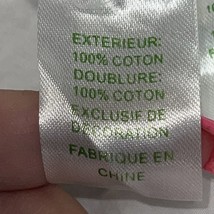 EXTERIEUR:
100% COTON
DOUBLURE:
100% COTON
EXCLUSIF DE
DECORATION
FABRIQUE EN
CHINE